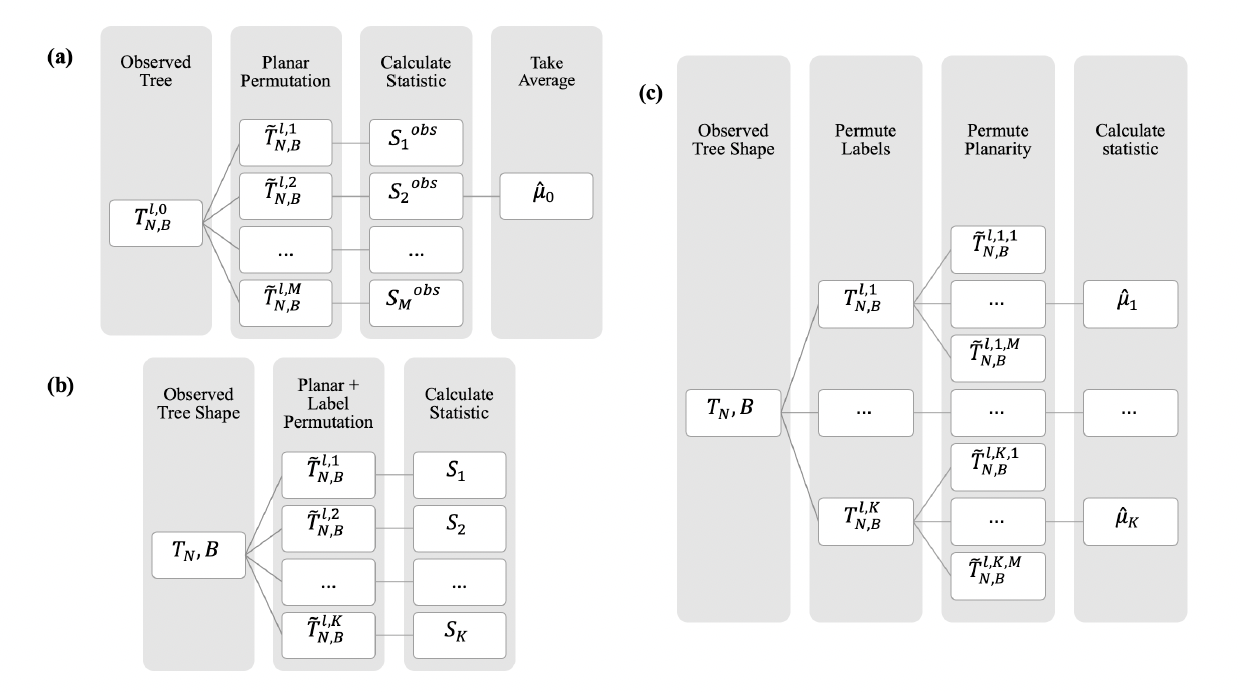 (a)
Observed
Tree
Planar
Permutation
Calculate
Statistic
Take
Average
T_{N,B}^{l,0}
T̃_{N,B}^{l,1}
S_1^{obs}
T̃_{N,B}^{l,2}
S_2^{obs}
μ̂_0
...
...
T̃_{N,B}^{l,M}
S_M^{obs}
(b)
Observed
Tree Shape
Planar +
Label
Permutation
Calculate
Statistic
T_N, B
T̃_{N,B}^{l,1}
S_1
T̃_{N,B}^{l,2}
S_2
...
...
T̃_{N,B}^{l,K}
S_K
(c)
Observed
Tree Shape
Permute
Labels
Permute
Planarity
Calculate
statistic
T_N, B
T_{N,B}^{l,1}
T̃_{N,B}^{l,1,1}
...
T̃_{N,B}^{l,1,M}
μ̂_1
...
...
...
T_{N,B}^{l,K}
T̃_{N,B}^{l,K,1}
...
T̃_{N,B}^{l,K,M}
μ̂_K